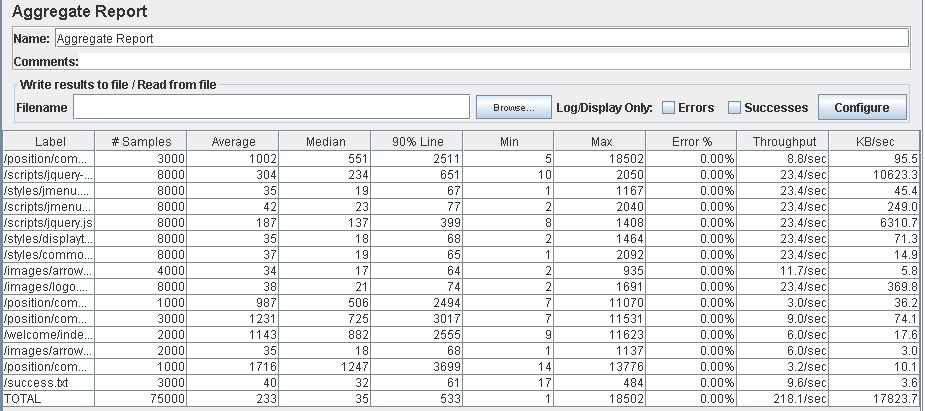 Aggregate Report
Name: Aggregate Report
Comments:
Write results to file / Read from file
Filename Browse... Log/Display Only: Errors Successes Configure
Label # Samples Average Median 90% Line Min Max Error % Throughput KB/sec
/position/com... 3000 1002 551 2511 5 18502 0.00% 8.8/sec 95.5
/scripts/jquery-... 8000 304 234 651 10 2050 0.00% 23.4/sec 10623.3
/styles/jmenu.... 8000 35 19 67 1 1167 0.00% 23.4/sec 45.4
/scripts/jmenu... 8000 42 23 77 2 2040 0.00% 23.4/sec 249.0
/scripts/jquery.js 8000 187 137 399 8 1408 0.00% 23.4/sec 6310.7
/styles/displayt... 8000 35 18 68 2 1464 0.00% 23.4/sec 71.3
/styles/commo... 8000 37 19 65 1 2092 0.00% 23.4/sec 14.9
/images/arrow... 4000 34 17 64 2 935 0.00% 11.7/sec 5.8
/images/logo.... 8000 38 21 74 2 1691 0.00% 23.4/sec 369.8
/position/com... 1000 987 506 2494 7 11070 0.00% 3.0/sec 36.2
/position/com... 3000 1231 725 3017 7 11531 0.00% 9.0/sec 74.1
/welcome/inde... 2000 1143 882 2555 9 11623 0.00% 6.0/sec 17.6
/images/arrow... 2000 35 18 68 1 1137 0.00% 6.0/sec 3.0
/position/com... 1000 1716 1247 3699 14 13776 0.00% 3.2/sec 10.1
/success.txt 3000 40 32 61 17 484 0.00% 9.6/sec 3.6
TOTAL 75000 233 35 533 1 18502 0.00% 218.1/sec 17823.7